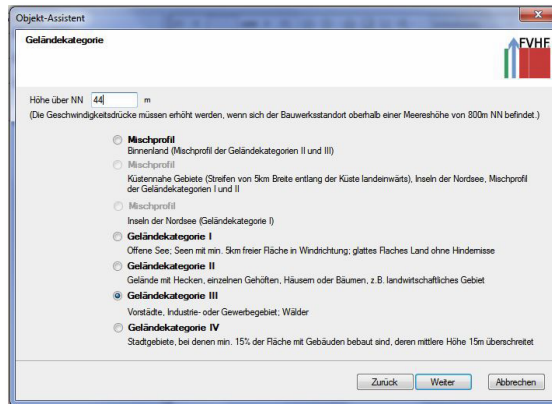 Objekt-Assistent
Geländekategorie
FVHF
Höhe über NN 44 m
(Die Geschwindigkeitsdrücke müssen erhöht werden, wenn sich der Bauwerksstandort oberhalb einer Meereshöhe von 800m NN befindet.)
Mischprofil
Binnenland (Mischprofil der Geländekategorien II und III)
Mischprofil
Küstennahe Gebiete (Streifen von 5km Breite entlang der Küste landeinwärts), Inseln der Nordsee, Mischprofil
der Geländekategorien I und II
Mischprofil
Inseln der Nordsee (Geländekategorie I)
Geländekategorie I
Offene See; Seen mit min. 5km freier Fläche in Windrichtung; glattes Flaches Land ohne Hindernisse
Geländekategorie II
Gelände mit Hecken, einzelnen Gehöften, Häusern oder Bäumen, z.B. landwirtschaftliches Gebiet
Geländekategorie III
Vorstädte, Industrie- oder Gewerbegebiet; Wälder
Geländekategorie IV
Stadtgebiete, bei denen min. 15% der Fläche mit Gebäuden bebaut sind, deren mittlere Höhe 15m überschreitet
Zurück Weiter Abbrechen